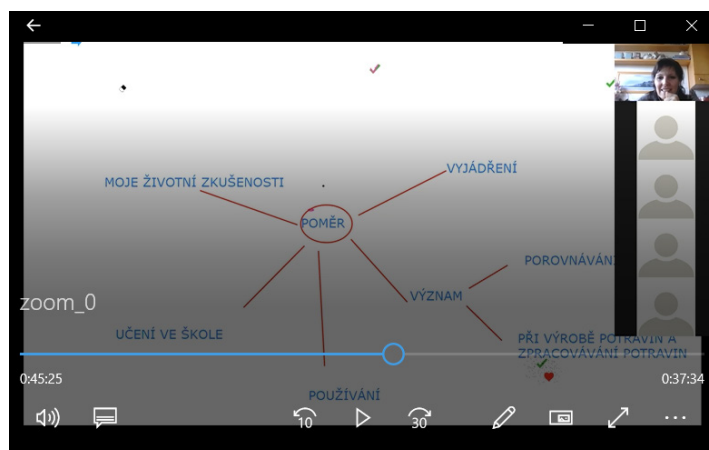 VYJÁDŘENÍ
MOJE ŽIVOTNÍ ZKUŠENOSTI
POMĚR
POROVNÁVÁNÍ
VÝZNAM
zoom_0
UČENÍ VE ŠKOLE
PŘI VÝROBĚ POTRAVIN A
ZPRACOVÁVÁNÍ POTRAVIN
0:45:25
0:37:34
POUŽÍVÁNÍ
10
30